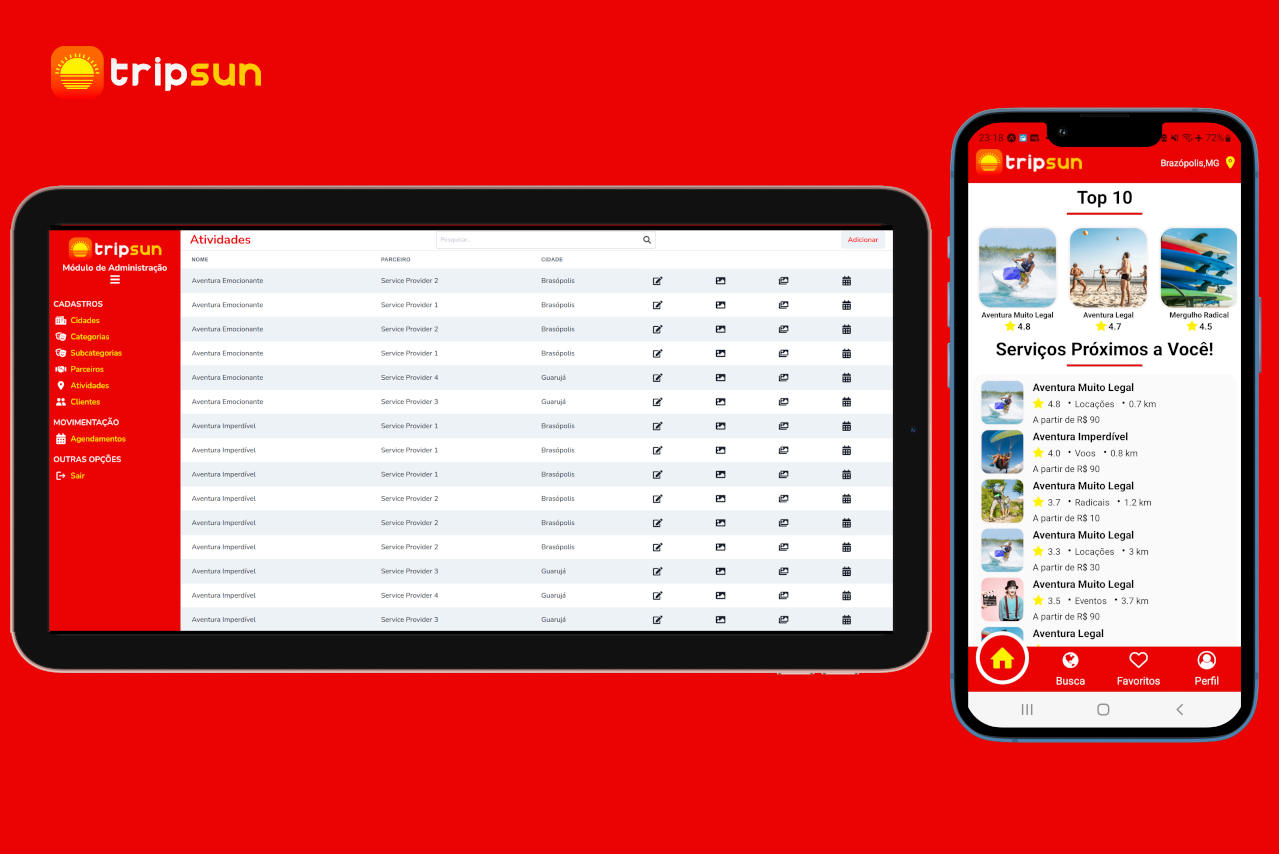 tripsun
tripsun
Módulo de Administração
CADASTROS
Cidades
Categorias
Subcategorias
Parceiros
Atividades
Clientes
MOVIMENTAÇÃO
Agendamentos
OUTRAS OPÇÕES
Sair
Atividades
Pesquisar...
Adicionar
NOME PARCEIRO CIDADE
Aventura Emocionante Service Provider 2 Brasópolis
Aventura Emocionante Service Provider 1 Brasópolis
Aventura Emocionante Service Provider 2 Brasópolis
Aventura Emocionante Service Provider 1 Brasópolis
Aventura Emocionante Service Provider 4 Guarujá
Aventura Emocionante Service Provider 3 Guarujá
Aventura Imperdível Service Provider 1 Brasópolis
Aventura Imperdível Service Provider 1 Brasópolis
Aventura Imperdível Service Provider 1 Brasópolis
Aventura Imperdível Service Provider 2 Brasópolis
Aventura Imperdível Service Provider 2 Brasópolis
Aventura Imperdível Service Provider 2 Brasópolis
Aventura Imperdível Service Provider 3 Guarujá
Aventura Imperdível Service Provider 4 Guarujá
Aventura Imperdível Service Provider 3 Guarujá
23:18 72%
tripsun Brazópolis,MG
Top 10
Aventura Muito Legal Aventura Legal Mergulho Radical
4.8 4.7 4.5
Serviços Próximos a Você!
Aventura Muito Legal
4.8 • Locações • 0.7 km
A partir de R$ 90
Aventura Imperdível
4.0 • Voos • 0.8 km
A partir de R$ 90
Aventura Muito Legal
3.7 • Radicais • 1.2 km
A partir de R$ 10
Aventura Muito Legal
3.3 • Locações • 3 km
A partir de R$ 30
Aventura Muito Legal
3.5 • Eventos • 3.7 km
A partir de R$ 90
Aventura Legal
Busca Favoritos Perfil